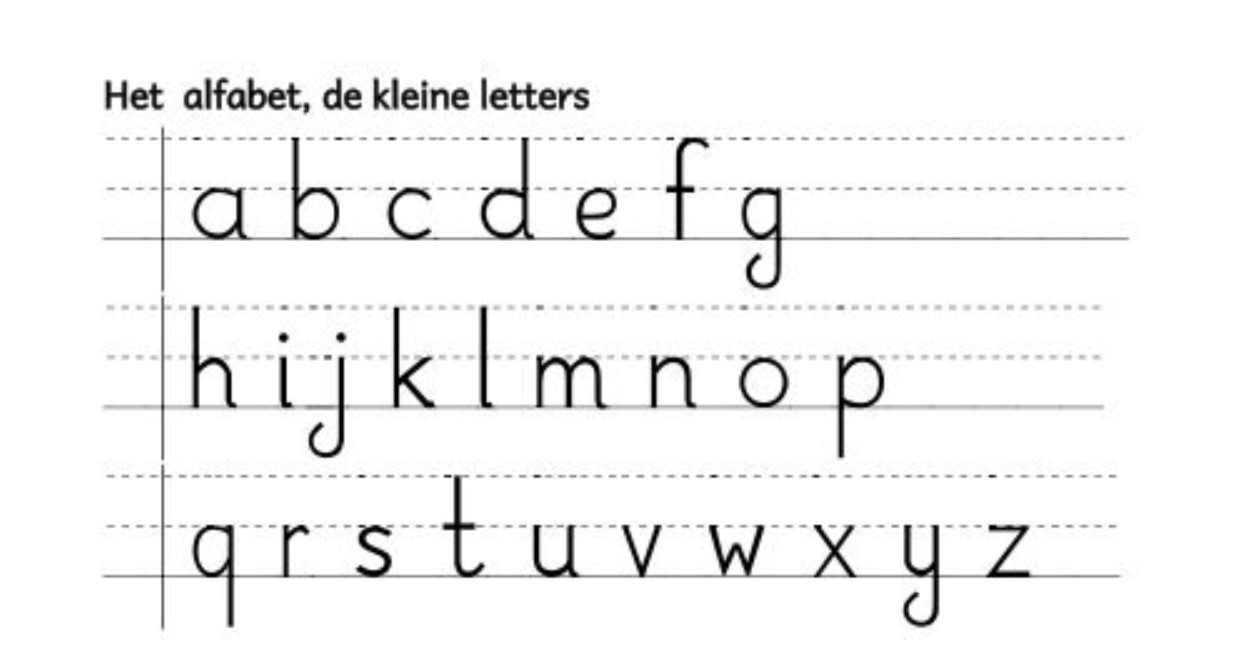 Het alfabet, de kleine letters
a b c d e f g
h i j k l m n o p
q r s t u v w x y z